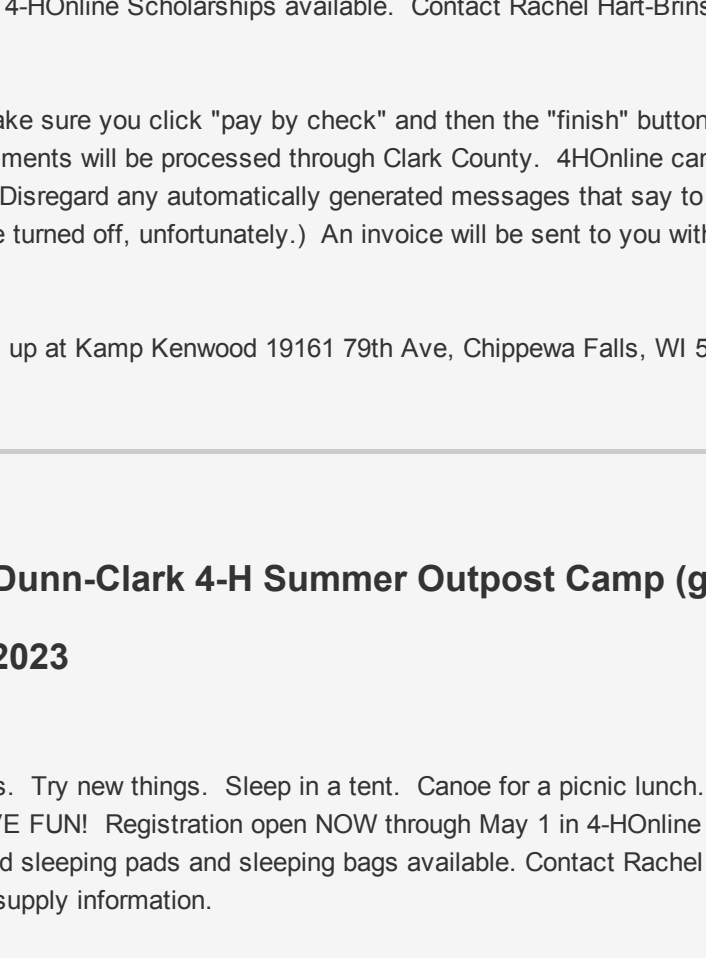 4-HOnline Scholarships available. Contact Rachel Hart-Brins
ake sure you click "pay by check" and then the "finish" button
ments will be processed through Clark County. 4HOnline can
Disregard any automatically generated messages that say to
e turned off, unfortunately.) An invoice will be sent to you with
up at Kamp Kenwood 19161 79th Ave, Chippewa Falls, WI 5
Dunn-Clark 4-H Summer Outpost Camp (g
2023
s. Try new things. Sleep in a tent. Canoe for a picnic lunch.
VE FUN! Registration open NOW through May 1 in 4-HOnline
d sleeping pads and sleeping bags available. Contact Rachel
supply information.